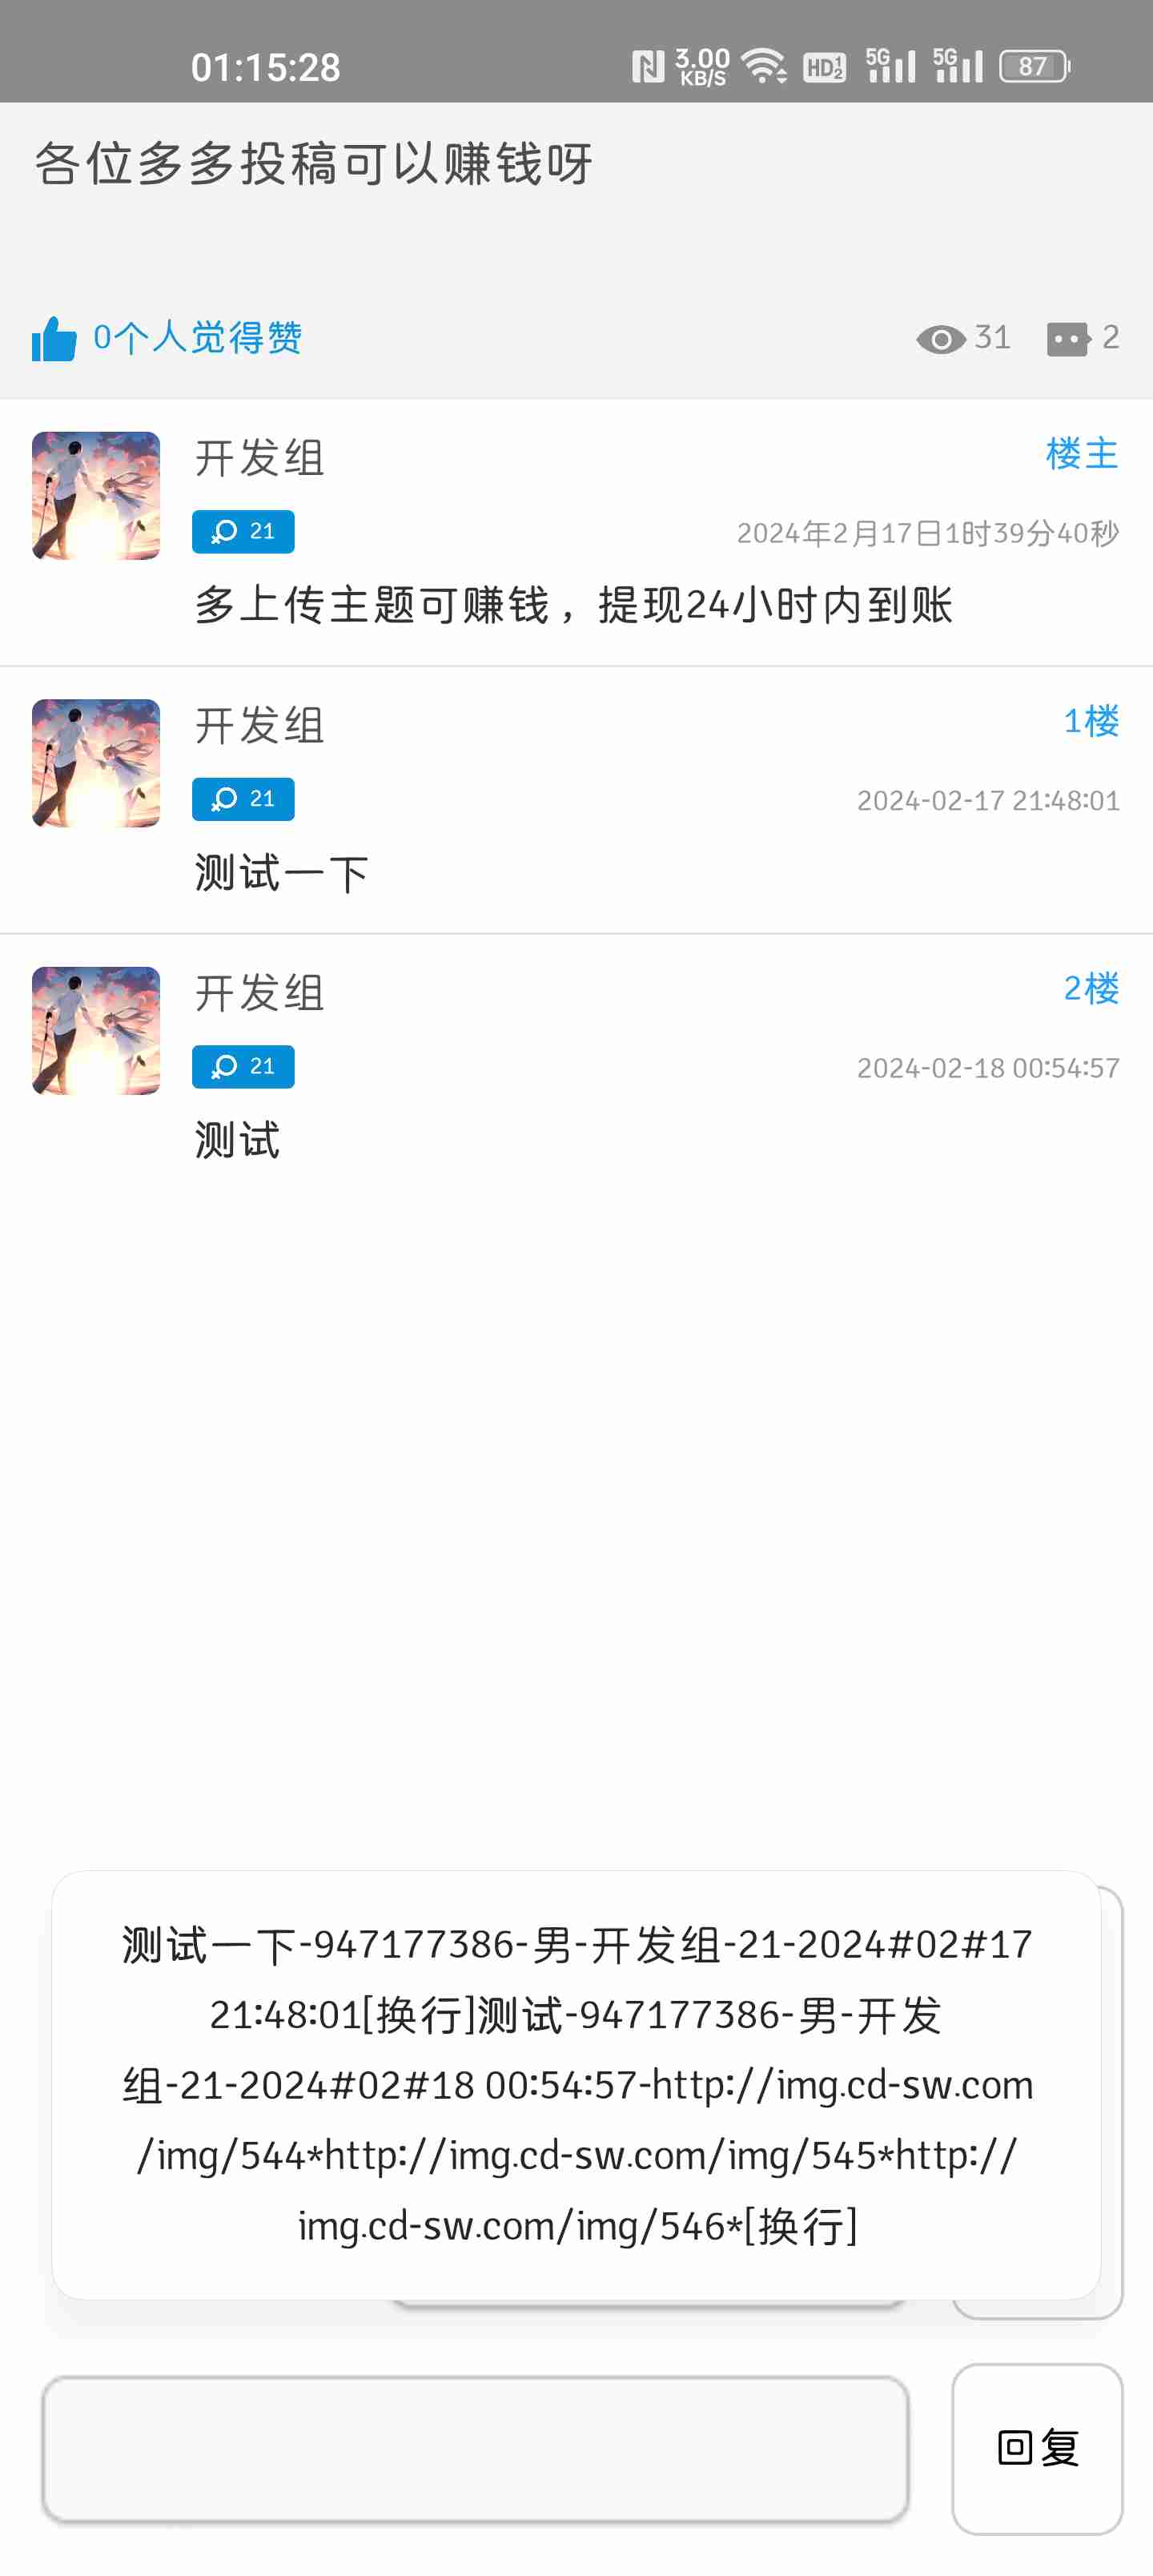 01:15:28
3.00 KB/S
HD 1 2
5G
5G
87
各位多多投稿可以赚钱呀
0个人觉得赞
31
2
开发组
楼主
21
2024年2月17日1时39分40秒
多上传主题可赚钱，提现24小时内到账
开发组
1楼
21
2024-02-17 21:48:01
测试一下
开发组
2楼
21
2024-02-18 00:54:57
测试
测试一下-947177386-男-开发组-21-2024#02#17
21:48:01[换行]测试-947177386-男-开发
组-21-2024#02#18 00:54:57-http://img.cd-sw.com
/img/544*http://img.cd-sw.com/img/545*http://
img.cd-sw.com/img/546*[换行]
回复